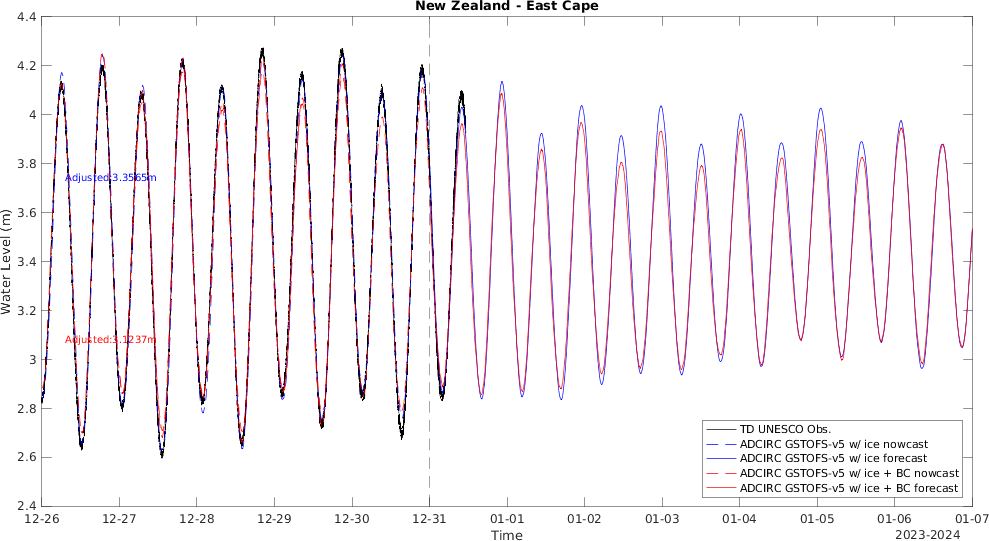 New Zealand - East Cape
4.4
4.2
4
3.8
3.6
3.4
3.2
3
2.8
2.6
2.4
Water Level (m)
Adjusted:3.3565m
Adjusted:3.1237m
TD UNESCO Obs.
ADCIRC GSTOFS-v5 w/ ice nowcast
ADCIRC GSTOFS-v5 w/ ice forecast
ADCIRC GSTOFS-v5 w/ ice + BC nowcast
ADCIRC GSTOFS-v5 w/ ice + BC forecast
12-26 12-27 12-28 12-29 12-30 12-31 01-01 01-02 01-03 01-04 01-05 01-06 01-07
Time
2023-2024